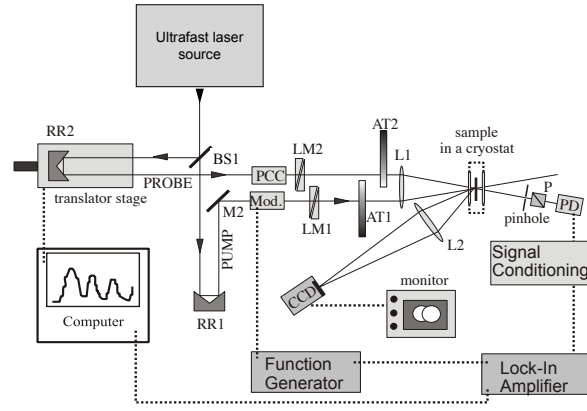 Ultrafast laser
source
RR2
BS1
AT2
LM2
L1
sample
in a cryostat
PCC
PROBE
translator stage
M2
Mod.
LM1
AT1
P
PD
pinhole
L2
PUMP
Signal
Conditioning
CCD
monitor
Computer
RR1
Function
Generator
Lock-In
Amplifier